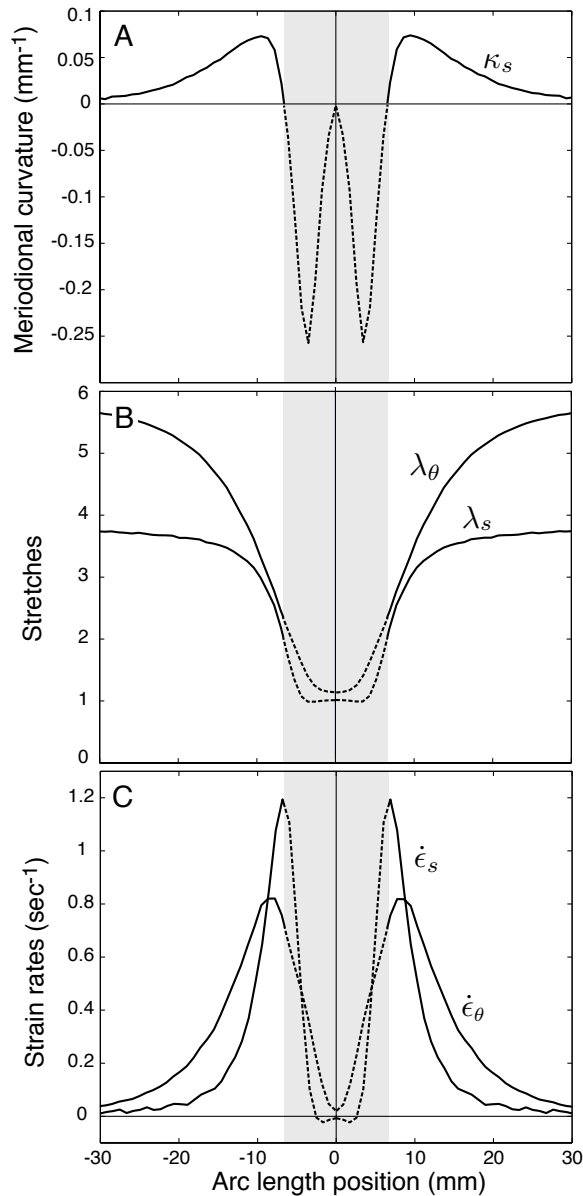 A
Meriodional curvature (mm-1)
0.1
0.05
0
-0.05
-0.1
-0.15
-0.2
-0.25
κs
B
Stretches
6
5
4
3
2
1
0
λθ
λs
C
Strain rates (sec-1)
1.2
1
0.8
0.6
0.4
0.2
0
ϵ̇s
ϵ̇θ
-30 -20 -10 0 10 20 30
Arc length position (mm)